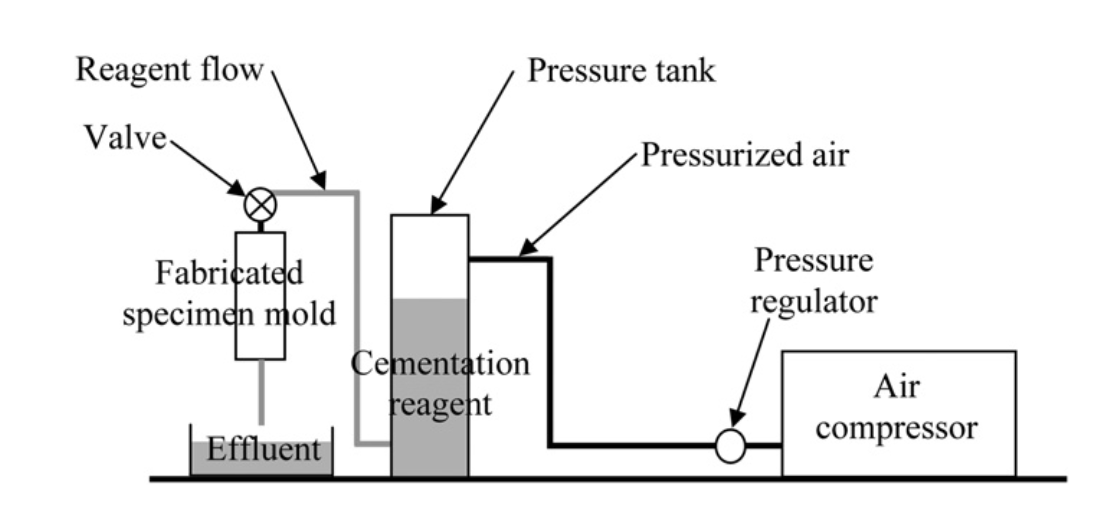 Reagent flow
Pressure tank
Valve
Pressurized air
Pressure
regulator
Fabricated
specimen mold
Cementation
reagent
Air
compressor
Effluent